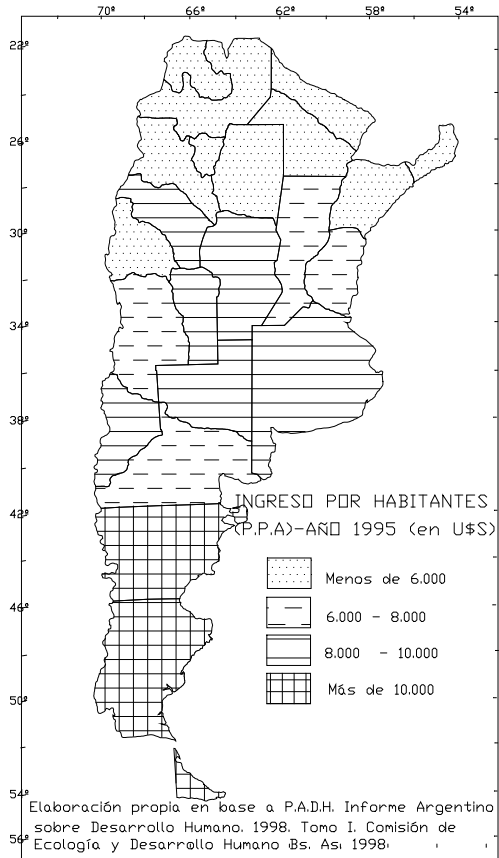 70º 66º 62º 58º 54º
22º
26º
30º
34º
38º
42º
INGRESO POR HABITANTES
(P.P.A)-AÑO 1995 (en U$S)
Menos de 6.000
46º
6.000 - 8.000
8.000 - 10.000
50º
Más de 10.000
54º
Elaboración propia en base a P.A.D.H. Informe Argentino
sobre Desarrollo Humano. 1998. Tomo I. Comisión de
56º
Ecología y Desarrollo Humano .Bs. As. 1998.